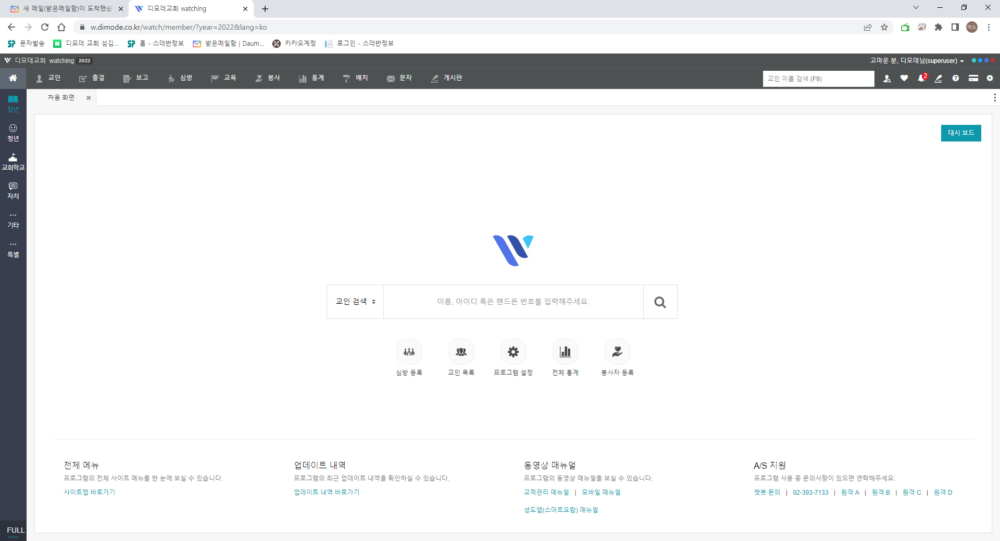 새 메일(받은메일함)이 도착했습
디모데교회 watching
w.dimode.co.kr/watch/member/?year=2022&lang=ko
미소
문자발송
디모데 교회 섬김...
홈 - 스데반정보
받은메일함 | Daum...
카카오계정
로그인 - 스데반정보
디모데교회 watching 2022
고마운 분, 디모데님(superuser)
교인
출결
보고
심방
교육
봉사
통계
배치
문자
게시판
교인 이름 검색 (F9)
2
처음 화면
장년
청년
교회학교
자치
기타
특별
FULL
대시 보드
교인 검색
이름, 아이디 혹은 핸드폰 번호를 입력해주세요.
심방 등록
교인 목록
프로그램 설정
전체 통계
봉사자 등록
전체 메뉴
프로그램의 전체 사이트 메뉴를 한 눈에 보실 수 있습니다.
사이트맵 바로가기
업데이트 내역
프로그램의 최근 업데이트 내역을 확인하실 수 있습니다.
업데이트 내역 바로가기
동영상 매뉴얼
프로그램의 동영상 매뉴얼을 보실 수 있습니다.
교적관리 매뉴얼 | 모바일 매뉴얼
성도앱(스마트요람) 매뉴얼
A/S 지원
프로그램 사용 중 문의사항이 있으면 연락해주세요.
챗봇 문의 | 02-393-7133 | 원격 A | 원격 B | 원격 C | 원격 D